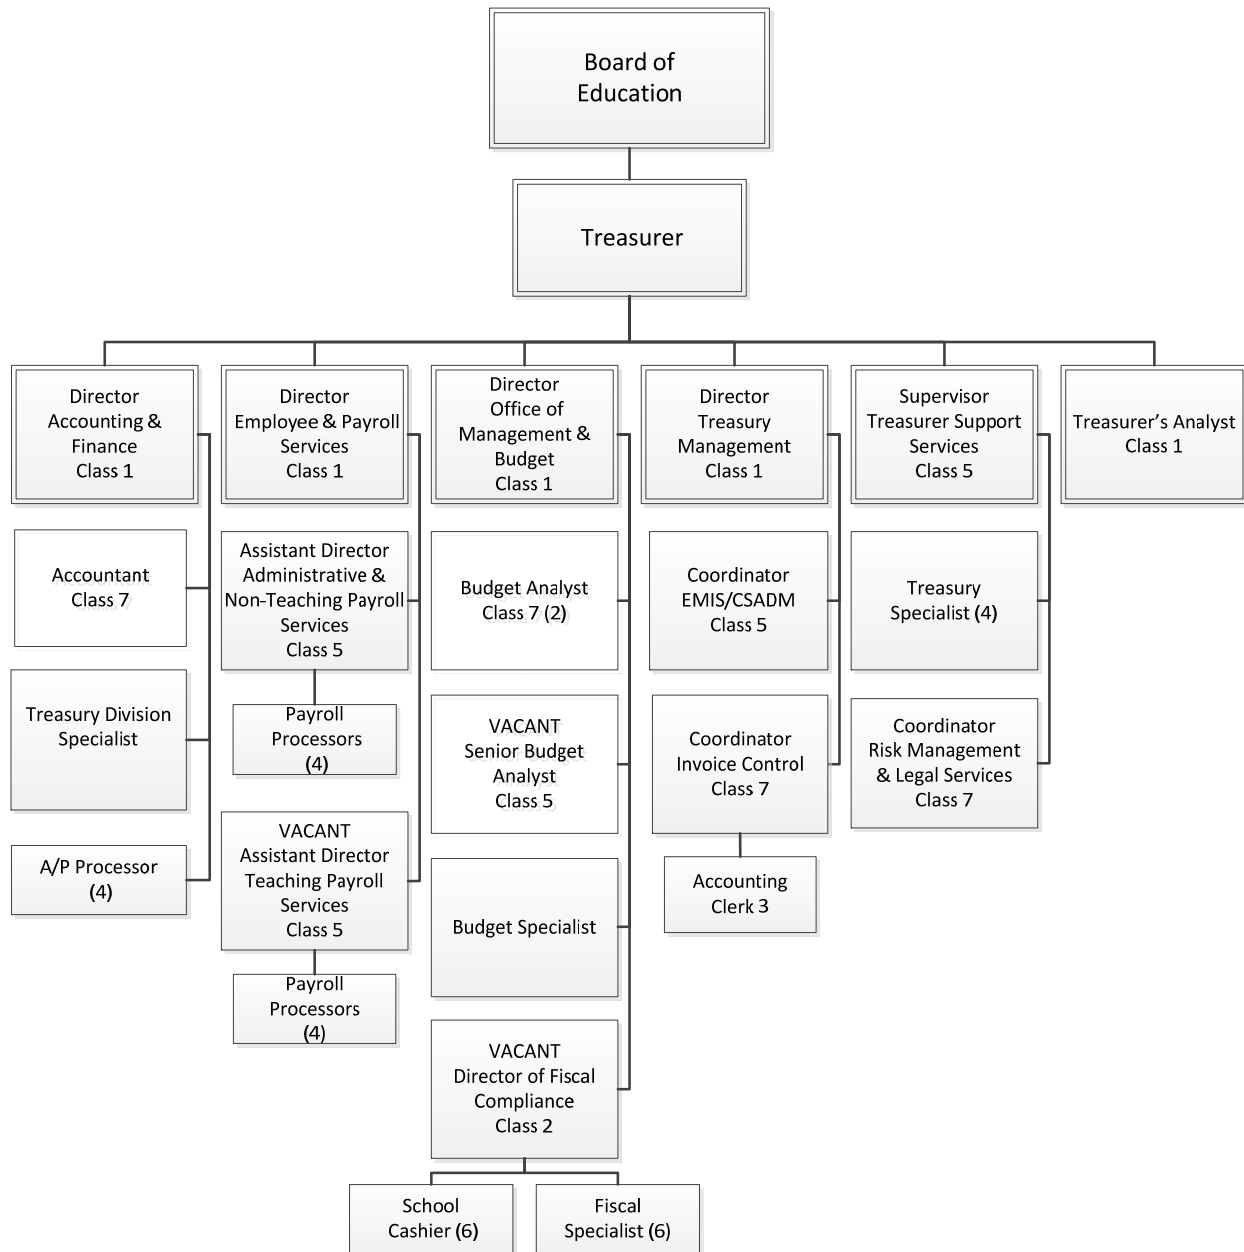 Board of
Education
Treasurer
Director
Accounting &
Finance
Class 1
Director
Employee & Payroll
Services
Class 1
Director
Office of
Management &
Budget
Class 1
Director
Treasury
Management
Class 1
Supervisor
Treasurer Support
Services
Class 5
Treasurer’s Analyst
Class 1
Accountant
Class 7
Treasury Division
Specialist
A/P Processor
(4)
Assistant Director
Administrative &
Non-Teaching Payroll
Services
Class 5
Payroll
Processors
(4)
VACANT
Assistant Director
Teaching Payroll
Services
Class 5
Payroll
Processors
(4)
Budget Analyst
Class 7 (2)
VACANT
Senior Budget
Analyst
Class 5
Budget Specialist
VACANT
Director of Fiscal
Compliance
Class 2
School
Cashier (6)
Fiscal
Specialist (6)
Coordinator
EMIS/CSADM
Class 5
Coordinator
Invoice Control
Class 7
Accounting
Clerk 3
Treasury
Specialist (4)
Coordinator
Risk Management
& Legal Services
Class 7